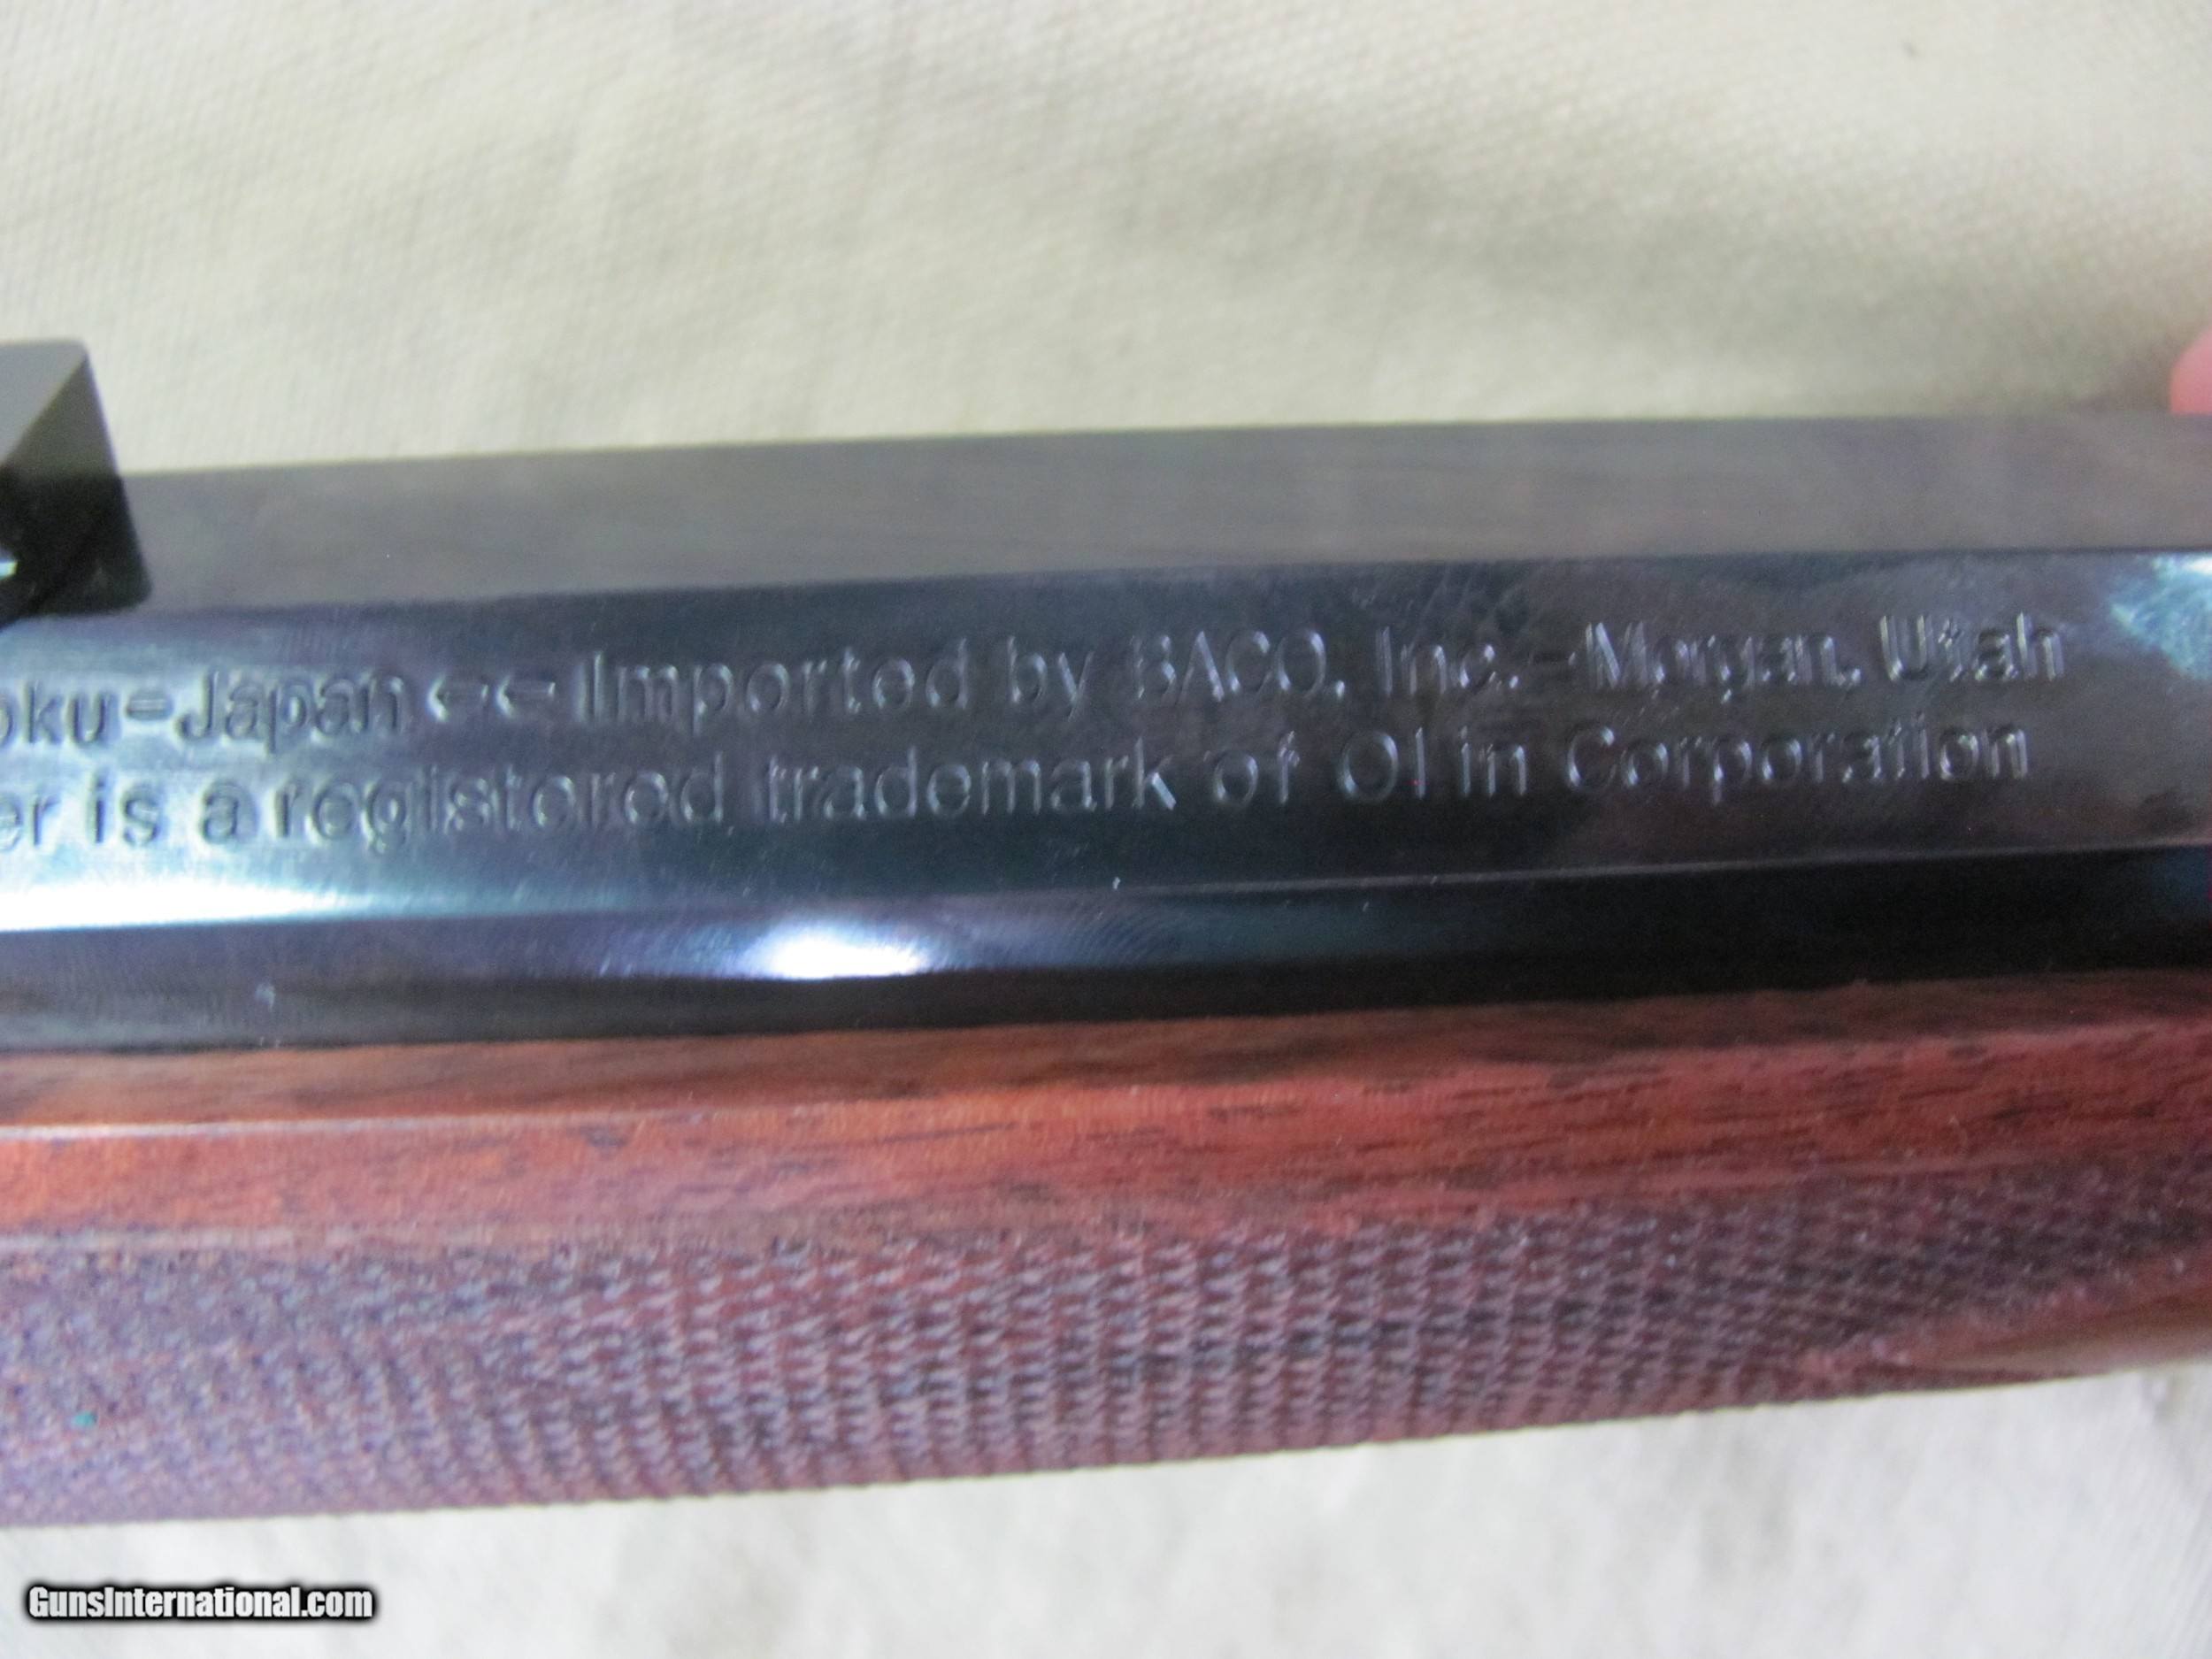 oku-Japan-<-<-Imported by BACO, Inc.-Morgan, Utah
er is a registered trademark of Olin Corporation
GunsInternational.com